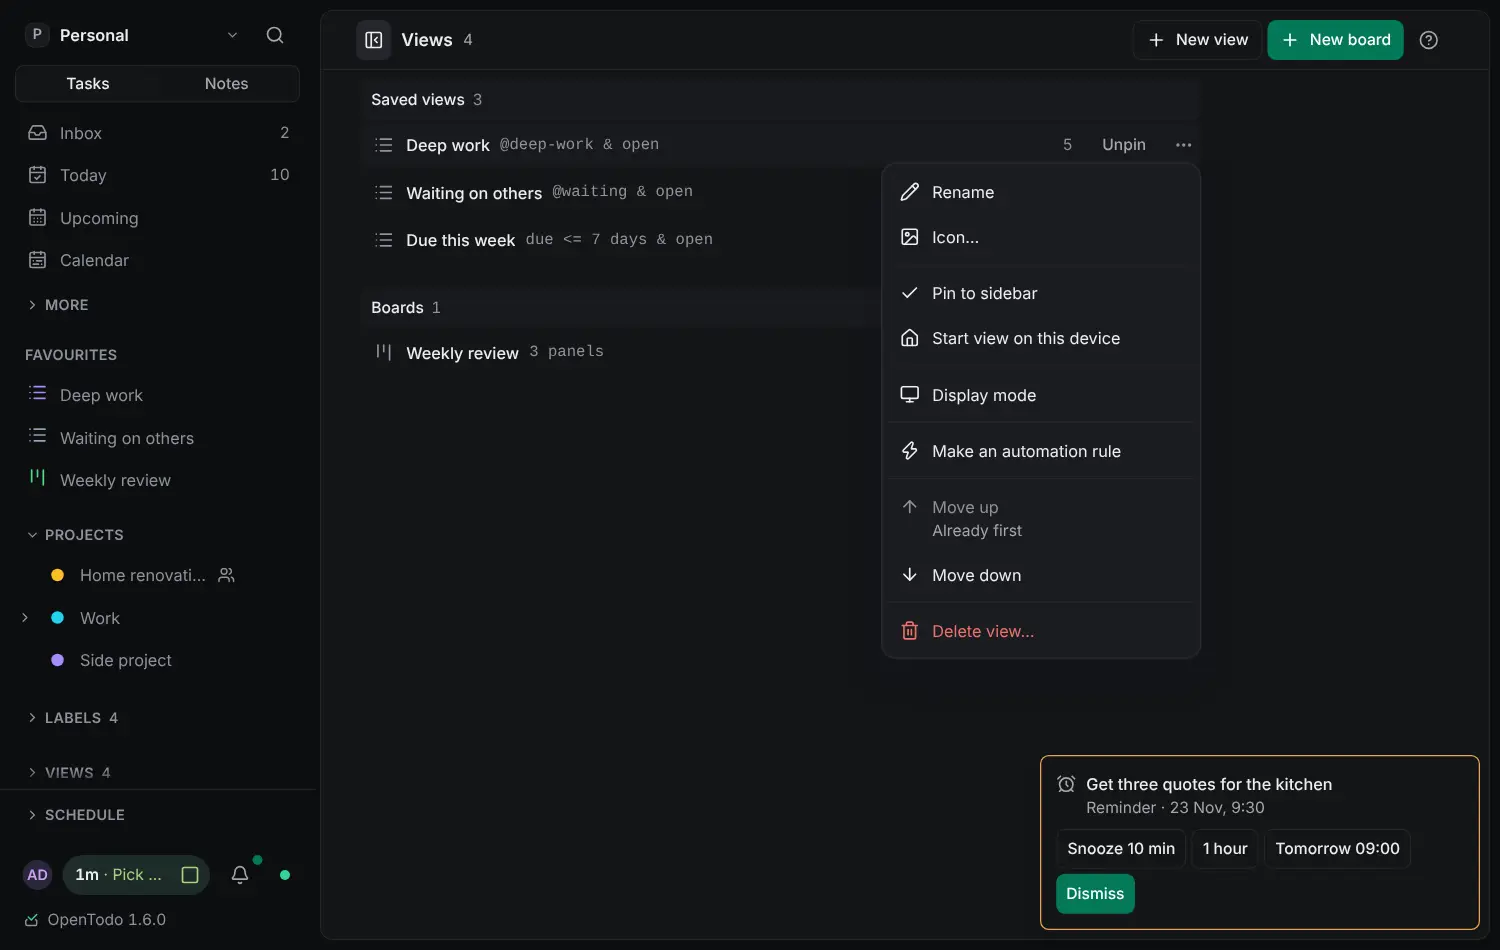 P Personal
Tasks Notes
Inbox 2
Today 10
Upcoming
Calendar
MORE
FAVOURITES
Deep work
Waiting on others
Weekly review
PROJECTS
Home renovati...
Work
Side project
LABELS 4
VIEWS 4
SCHEDULE
AD 1m · Pick ...
OpenTodo 1.6.0
Views 4
New view
New board
Saved views 3
Deep work @deep-work & open 5 Unpin
Waiting on others @waiting & open
Due this week due <= 7 days & open
Boards 1
Weekly review 3 panels
Rename
Icon...
Pin to sidebar
Start view on this device
Display mode
Make an automation rule
Move up
Already first
Move down
Delete view...
Get three quotes for the kitchen
Reminder · 23 Nov, 9:30
Snooze 10 min 1 hour Tomorrow 09:00
Dismiss